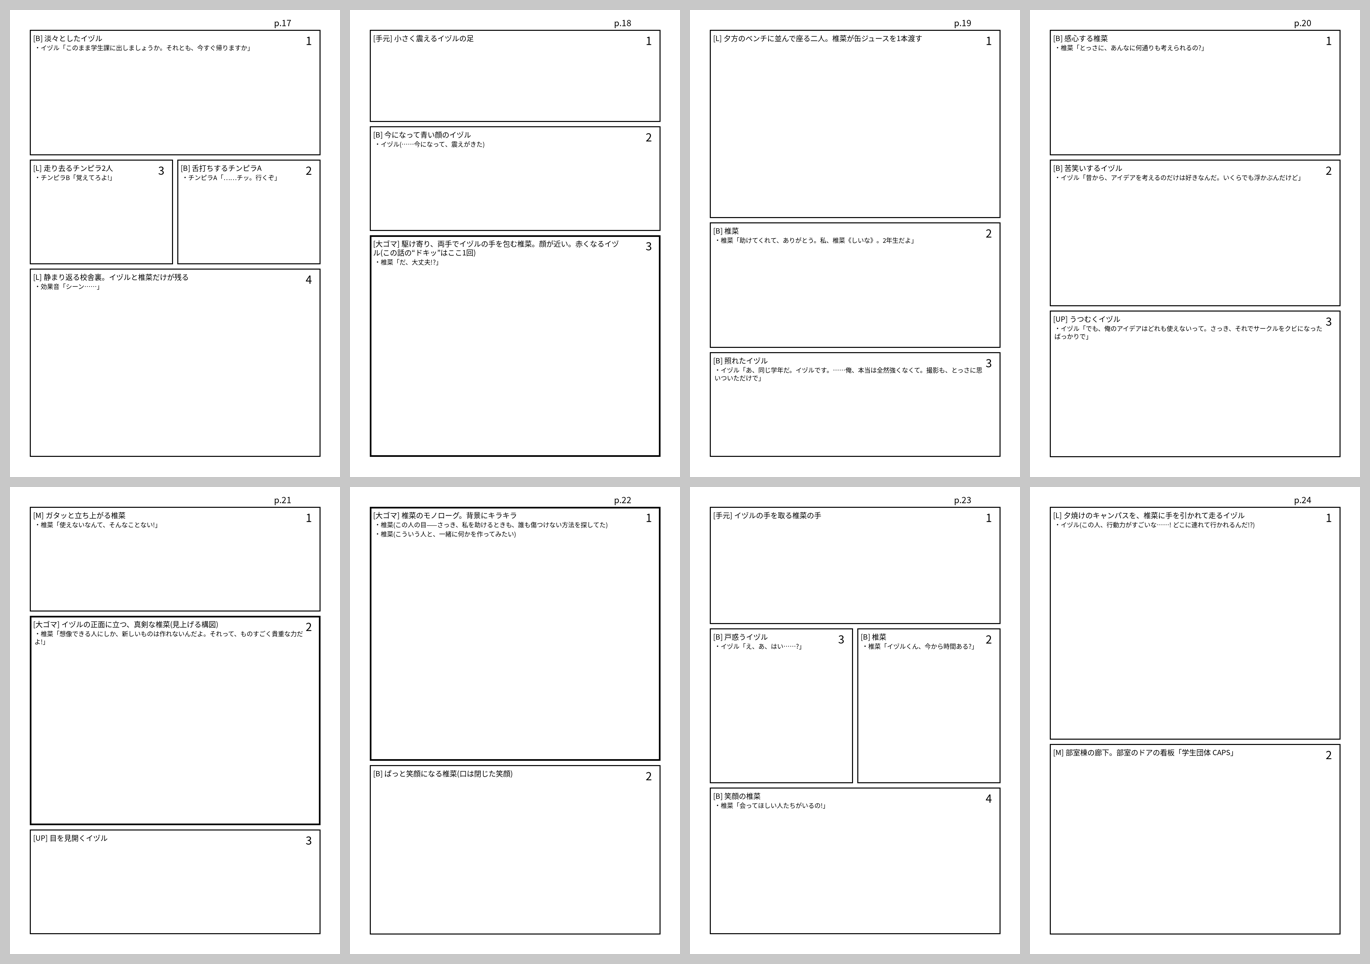 p.17
[B] 淡々としたイヅル
1
・イヅル「このまま学生課に出しましょうか。それとも、今すぐ帰りますか」
[B] 舌打ちするチンピラA
2
・チンピラA「……チッ。行くぞ」
[L] 走り去るチンピラ2人
3
・チンピラB「覚えてろよ!」
[L] 静まり返る校舎裏。イヅルと椎菜だけが残る
4
・効果音「シーン……」
p.18
[手元] 小さく震えるイヅルの足
1
[B] 今になって青い顔のイヅル
2
・イヅル(……今になって、震えがきた)
[大ゴマ] 駆け寄り、両手でイヅルの手を包む椎菜。顔が近い。赤くなるイヅ
ル(この話の“ドキッ”はここ1回)
3
・椎菜「だ、大丈夫!?」
p.19
[L] 夕方のベンチに並んで座る二人。椎菜が缶ジュースを1本渡す
1
[B] 椎菜
2
・椎菜「助けてくれて、ありがとう。私、椎菜《しいな》。2年生だよ」
[B] 照れたイヅル
3
・イヅル「あ、同じ学年だ。イヅルです。……俺、本当は全然強くなくて。撮影も、とっさに思
いついただけで」
p.20
[B] 感心する椎菜
1
・椎菜「とっさに、あんなに何通りも考えられるの?」
[B] 苦笑いするイヅル
2
・イヅル「昔から、アイデアを考えるのだけは好きなんだ。いくらでも浮かぶんだけど」
[UP] うつむくイヅル
3
・イヅル「でも、俺のアイデアはどれも使えないって。さっき、それでサークルをクビになった
ばっかりで」
p.21
[M] ガタッと立ち上がる椎菜
1
・椎菜「使えないなんて、そんなことない!」
[大ゴマ] イヅルの正面に立つ、真剣な椎菜(見上げる構図)
2
・椎菜「想像できる人にしか、新しいものは作れないんだよ。それって、ものすごく貴重な力だ
よ!」
[UP] 目を見開くイヅル
3
p.22
[大ゴマ] 椎菜のモノローグ。背景にキラキラ
1
・椎菜(この人の目──さっき、私を助けるときも、誰も傷つけない方法を探してた)
・椎菜(こういう人と、一緒に何かを作ってみたい)
[B] ぱっと笑顔になる椎菜(口は閉じた笑顔)
2
p.23
[手元] イヅルの手を取る椎菜の手
1
[B] 椎菜
2
・椎菜「イヅルくん、今から時間ある?」
[B] 戸惑うイヅル
3
・イヅル「え、あ、はい……?」
[B] 笑顔の椎菜
4
・椎菜「会ってほしい人たちがいるの!」
p.24
[L] 夕焼けのキャンパスを、椎菜に手を引かれて走るイヅル
1
・イヅル(この人、行動力がすごいな……! どこに連れて行かれるんだ!?)
[M] 部室棟の廊下。部室のドアの看板「学生団体 CAPS」
2